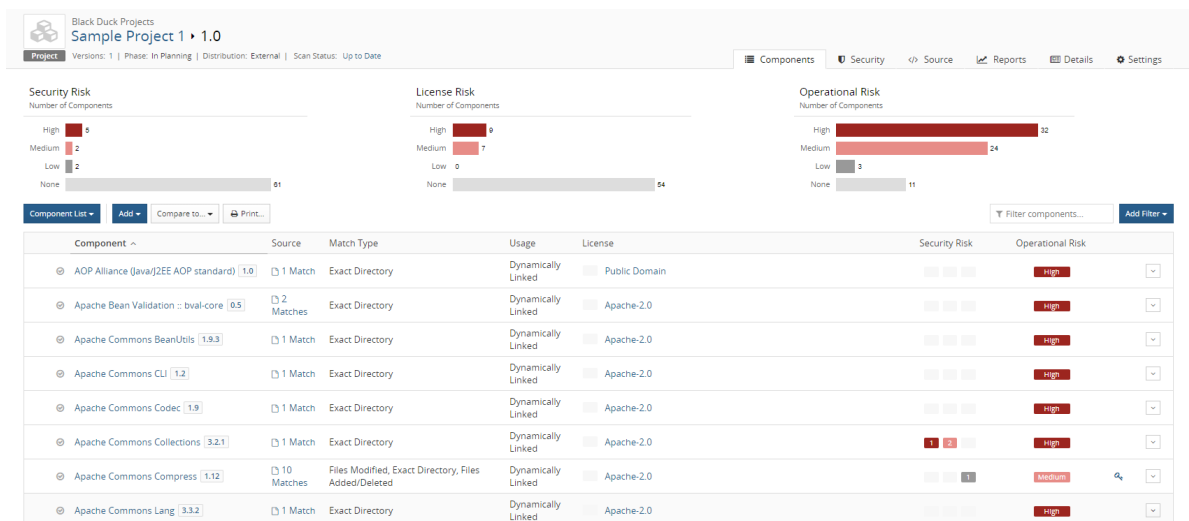 Black Duck Projects
Sample Project 1 ▸ 1.0
Project Versions: 1 | Phase: In Planning | Distribution: External | Scan Status: Up to Date
Components Security </> Source Reports Details Settings
Security Risk License Risk Operational Risk
Number of Components Number of Components Number of Components
High 5 High 9 High 32
Medium 2 Medium 7 Medium 24
Low 2 Low 0 Low 3
None 61 None 54 None 11
Component List Add Compare to... Print... Filter components... Add Filter
Component Source Match Type Usage License Security Risk Operational Risk
AOP Alliance (Java/J2EE AOP standard) 1.0 1 Match Exact Directory Dynamically Linked Public Domain High
Apache Bean Validation :: bval-core 0.5 2 Matches Exact Directory Dynamically Linked Apache-2.0 High
Apache Commons BeanUtils 1.9.3 1 Match Exact Directory Dynamically Linked Apache-2.0 High
Apache Commons CLI 1.2 1 Match Exact Directory Dynamically Linked Apache-2.0 High
Apache Commons Codec 1.9 1 Match Exact Directory Dynamically Linked Apache-2.0 High
Apache Commons Collections 3.2.1 1 Match Exact Directory Dynamically Linked Apache-2.0 1 2 High
Apache Commons Compress 1.12 10 Matches Files Modified, Exact Directory, Files Added/Deleted Dynamically Linked Apache-2.0 1 Medium
Apache Commons Lang 3.3.2 1 Match Exact Directory Dynamically Linked Apache-2.0 High